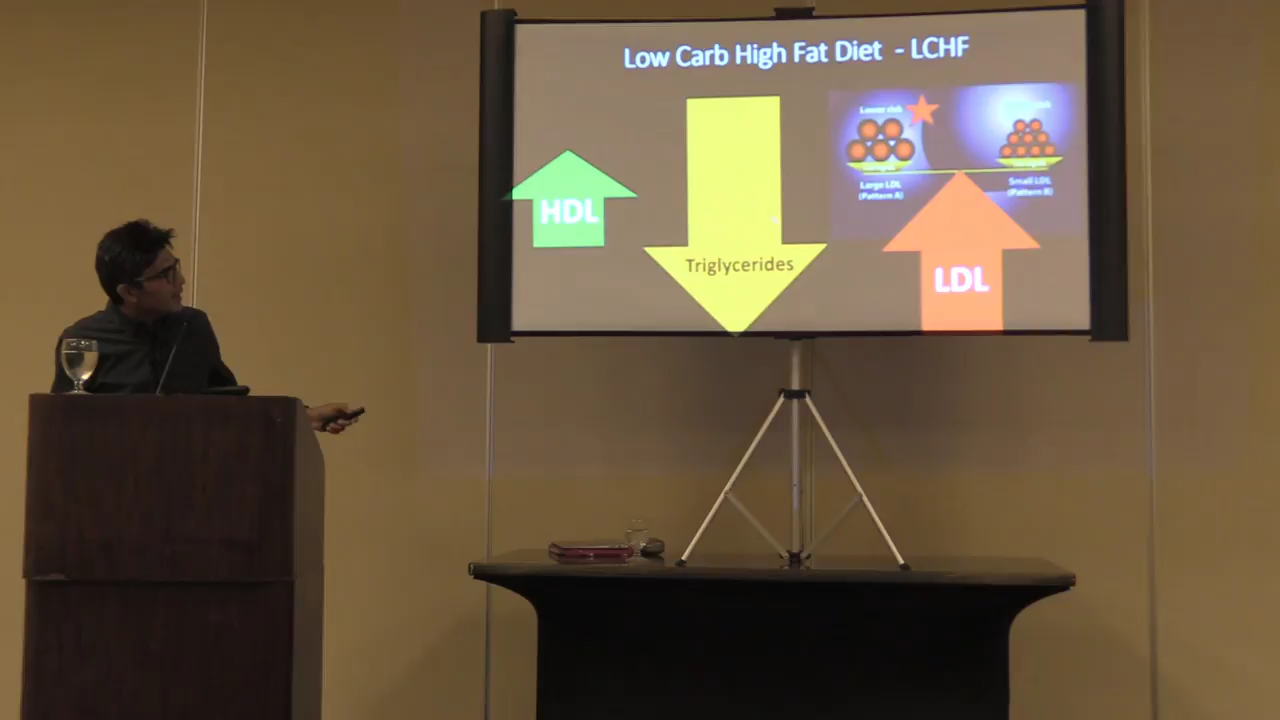 Low Carb High Fat Diet - LCHF
HDL
Triglycerides
Lower risk
Large LDL
(Pattern A)
Small LDL
(Pattern B)
LDL